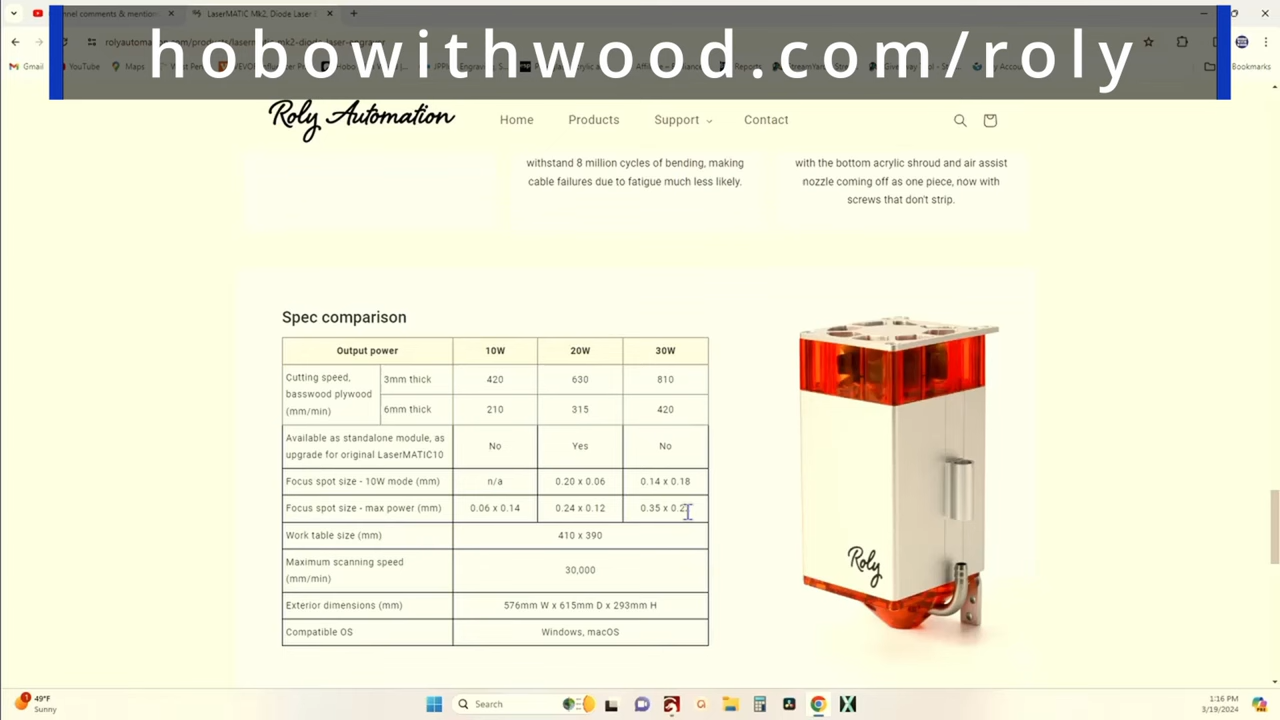 hobowithwood.com/roly
LaserMATIC Mk2, Diode Laser
Gmail YouTube Maps Bookmarks
Roly Automation
Home Products Support Contact
withstand 8 million cycles of bending, making
cable failures due to fatigue much less likely.
with the bottom acrylic shroud and air assist
nozzle coming off as one piece, now with
screws that don't strip.
Spec comparison
Output power 10W 20W 30W
Cutting speed,
basswood plywood
(mm/min)
3mm thick 420 630 810
6mm thick 210 315 420
Available as standalone module, as
upgrade for original LaserMATIC10
No Yes No
Focus spot size - 10W mode (mm) n/a 0.20 x 0.06 0.14 x 0.18
Focus spot size - max power (mm) 0.06 x 0.14 0.24 x 0.12 0.35 x
Work table size (mm) 410 x 390
Maximum scanning speed
(mm/min)
30,000
Exterior dimensions (mm) 576mm W x 615mm D x 293mm H
Compatible OS Windows, macOS
Roly
49°F
Sunny
Search
1:16 PM
3/19/2024